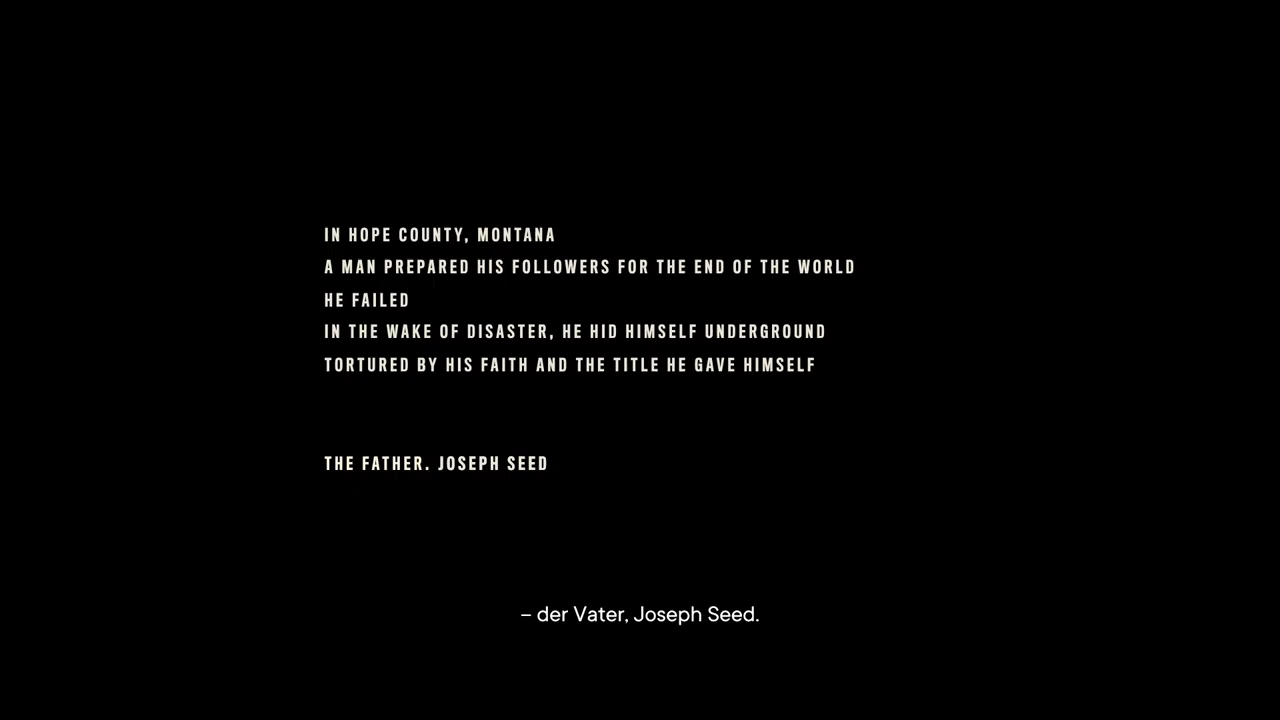 IN HOPE COUNTY, MONTANA
A MAN PREPARED HIS FOLLOWERS FOR THE END OF THE WORLD
HE FAILED
IN THE WAKE OF DISASTER, HE HID HIMSELF UNDERGROUND
TORTURED BY HIS FAITH AND THE TITLE HE GAVE HIMSELF
THE FATHER. JOSEPH SEED
– der Vater, Joseph Seed.